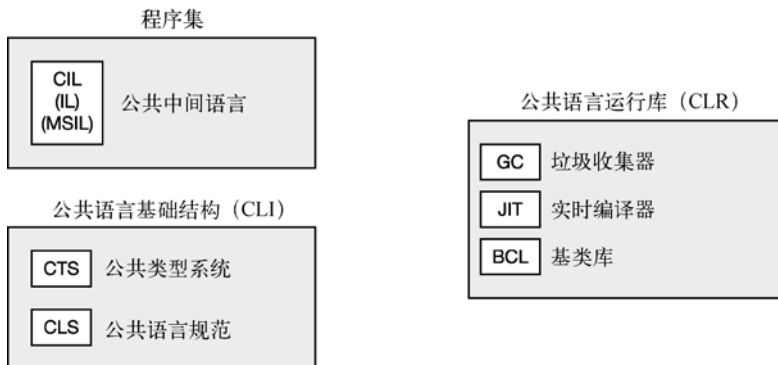 程序集
CIL
(IL)
(MSIL)
公共中间语言
公共语言基础结构（CLI）
CTS 公共类型系统
CLS 公共语言规范
公共语言运行库（CLR）
GC 垃圾收集器
JIT 实时编译器
BCL 基类库